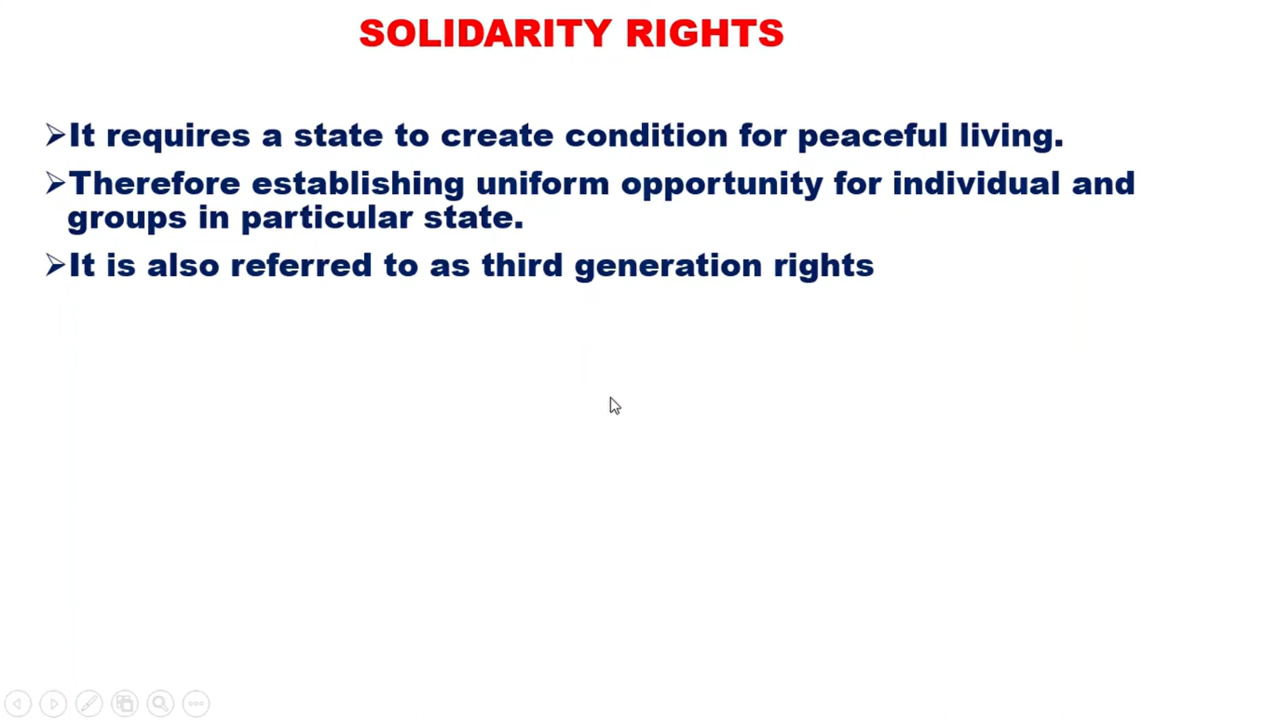 SOLIDARITY RIGHTS
➢It requires a state to create condition for peaceful living.
➢Therefore establishing uniform opportunity for individual and
groups in particular state.
➢It is also referred to as third generation rights